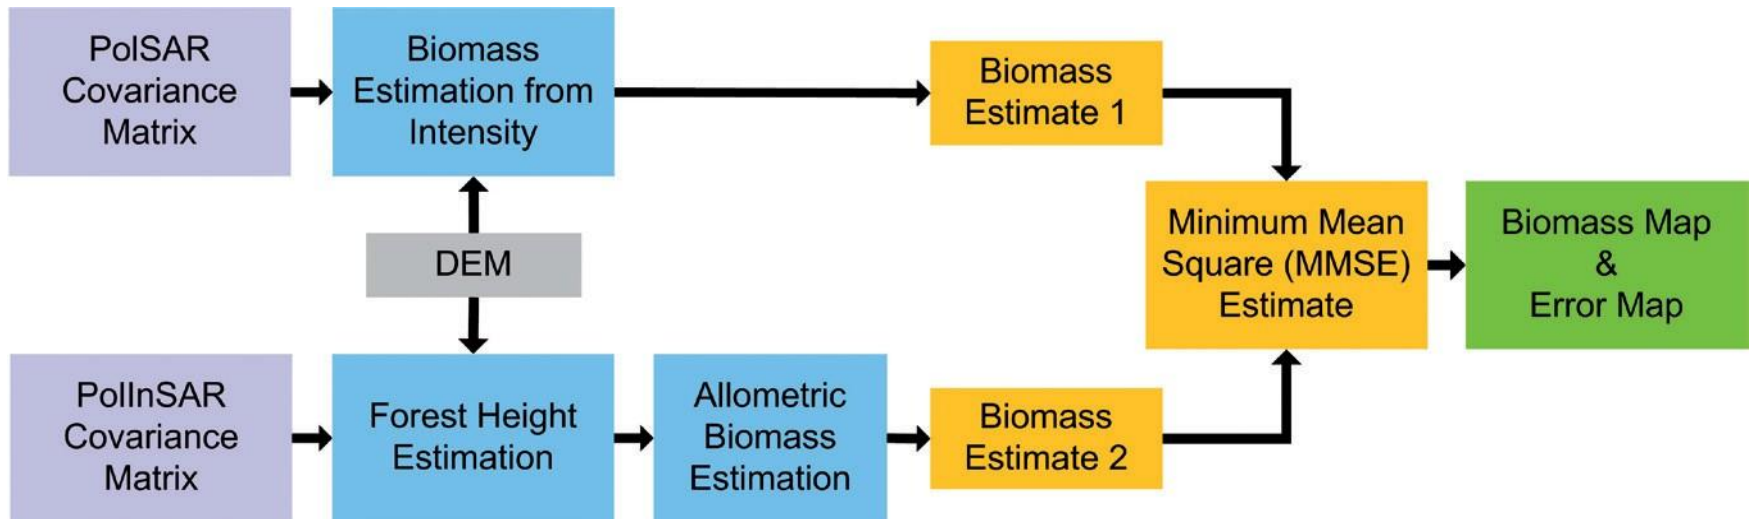 PolSAR
Covariance
Matrix
Biomass
Estimation from
Intensity
Biomass
Estimate 1
DEM
Minimum Mean
Square (MMSE)
Estimate
Biomass Map
&
Error Map
PolInSAR
Covariance
Matrix
Forest Height
Estimation
Allometric
Biomass
Estimation
Biomass
Estimate 2